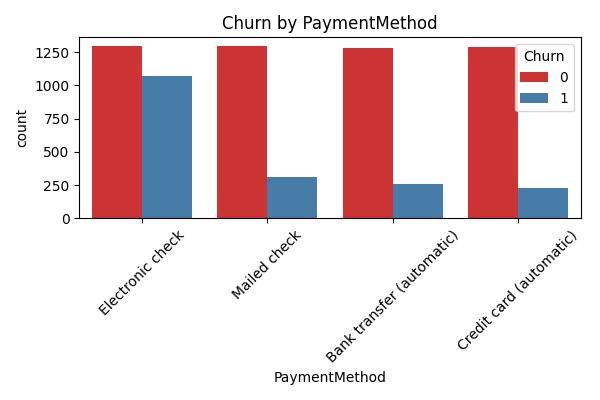 Churn by PaymentMethod
Churn
0
1
count
1250
1000
750
500
250
0
Electronic check
Mailed check
Bank transfer (automatic)
Credit card (automatic)
PaymentMethod